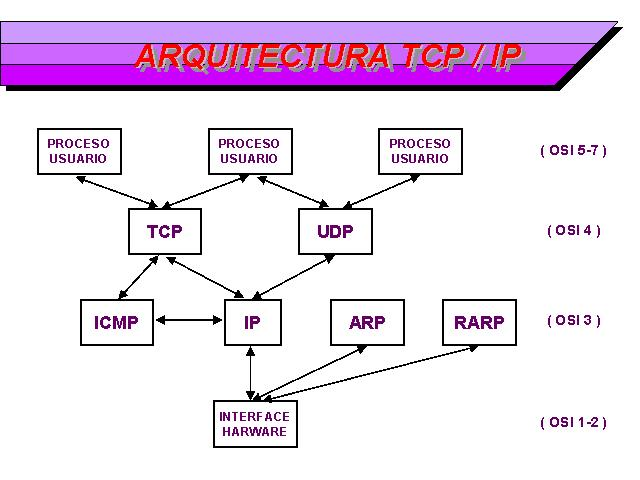 ARQUITECTURA TCP / IP
PROCESO
USUARIO
PROCESO
USUARIO
PROCESO
USUARIO
( OSI 5-7 )
TCP
UDP
( OSI 4 )
ICMP
IP
ARP
RARP
( OSI 3 )
INTERFACE
HARWARE
( OSI 1-2 )